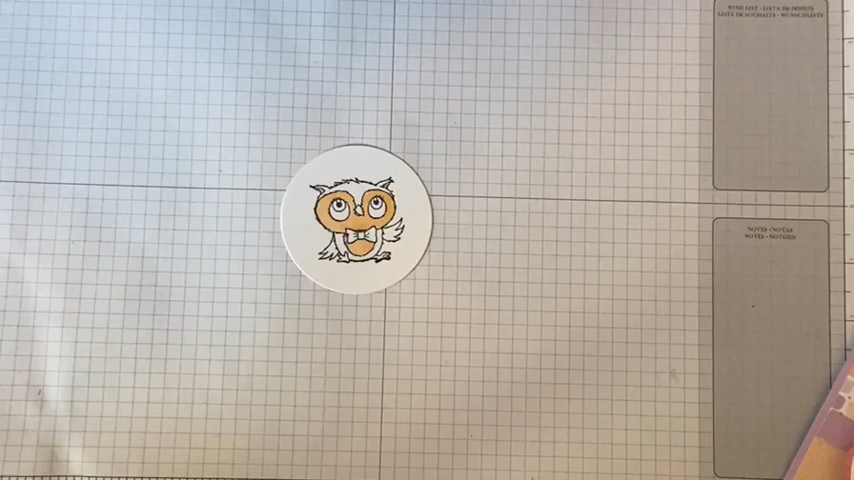 WISH LIST • LISTA DE DESEOS
LISTE DE SOUHAITS • WUNSCHLISTE
NOTES • NOTAS
NOTES • NOTIZEN